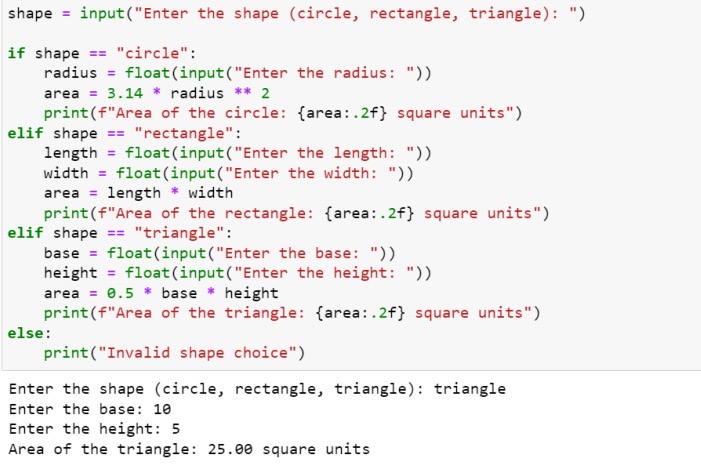 shape = input("Enter the shape (circle, rectangle, triangle): ")
if shape == "circle":
    radius = float(input("Enter the radius: "))
    area = 3.14 * radius ** 2
    print(f"Area of the circle: {area:.2f} square units")
elif shape == "rectangle":
    length = float(input("Enter the length: "))
    width = float(input("Enter the width: "))
    area = length * width
    print(f"Area of the rectangle: {area:.2f} square units")
elif shape == "triangle":
    base = float(input("Enter the base: "))
    height = float(input("Enter the height: "))
    area = 0.5 * base * height
    print(f"Area of the triangle: {area:.2f} square units")
else:
    print("Invalid shape choice")
Enter the shape (circle, rectangle, triangle): triangle
Enter the base: 10
Enter the height: 5
Area of the triangle: 25.00 square units